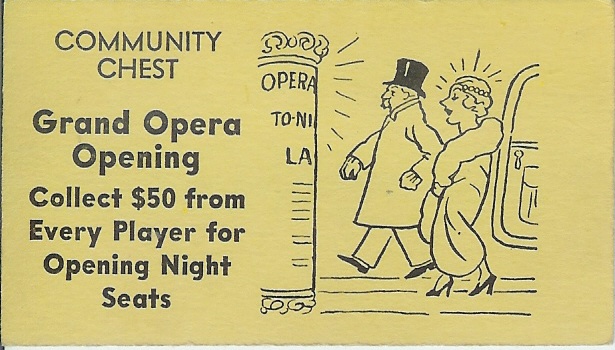 COMMUNITY
CHEST
Grand Opera
Opening
Collect $50 from
Every Player for
Opening Night
Seats
OPERA
TO-NI
LA